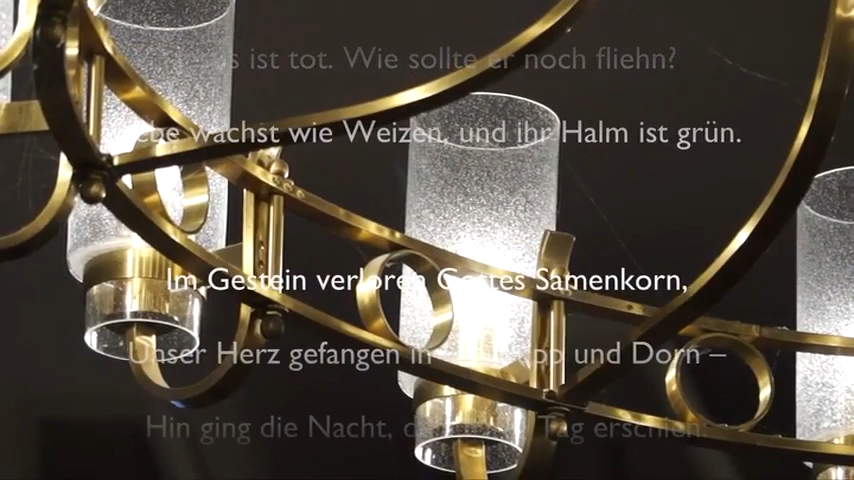 ist tot. Wie sollte er noch fliehn?
wächst wie Weizen, und ihr Halm ist grün.
Im Gestein verloren Gottes Samenkorn,
Unser Herz gefangen in und Dorn –
Hin ging die Nacht, Tag erschien.